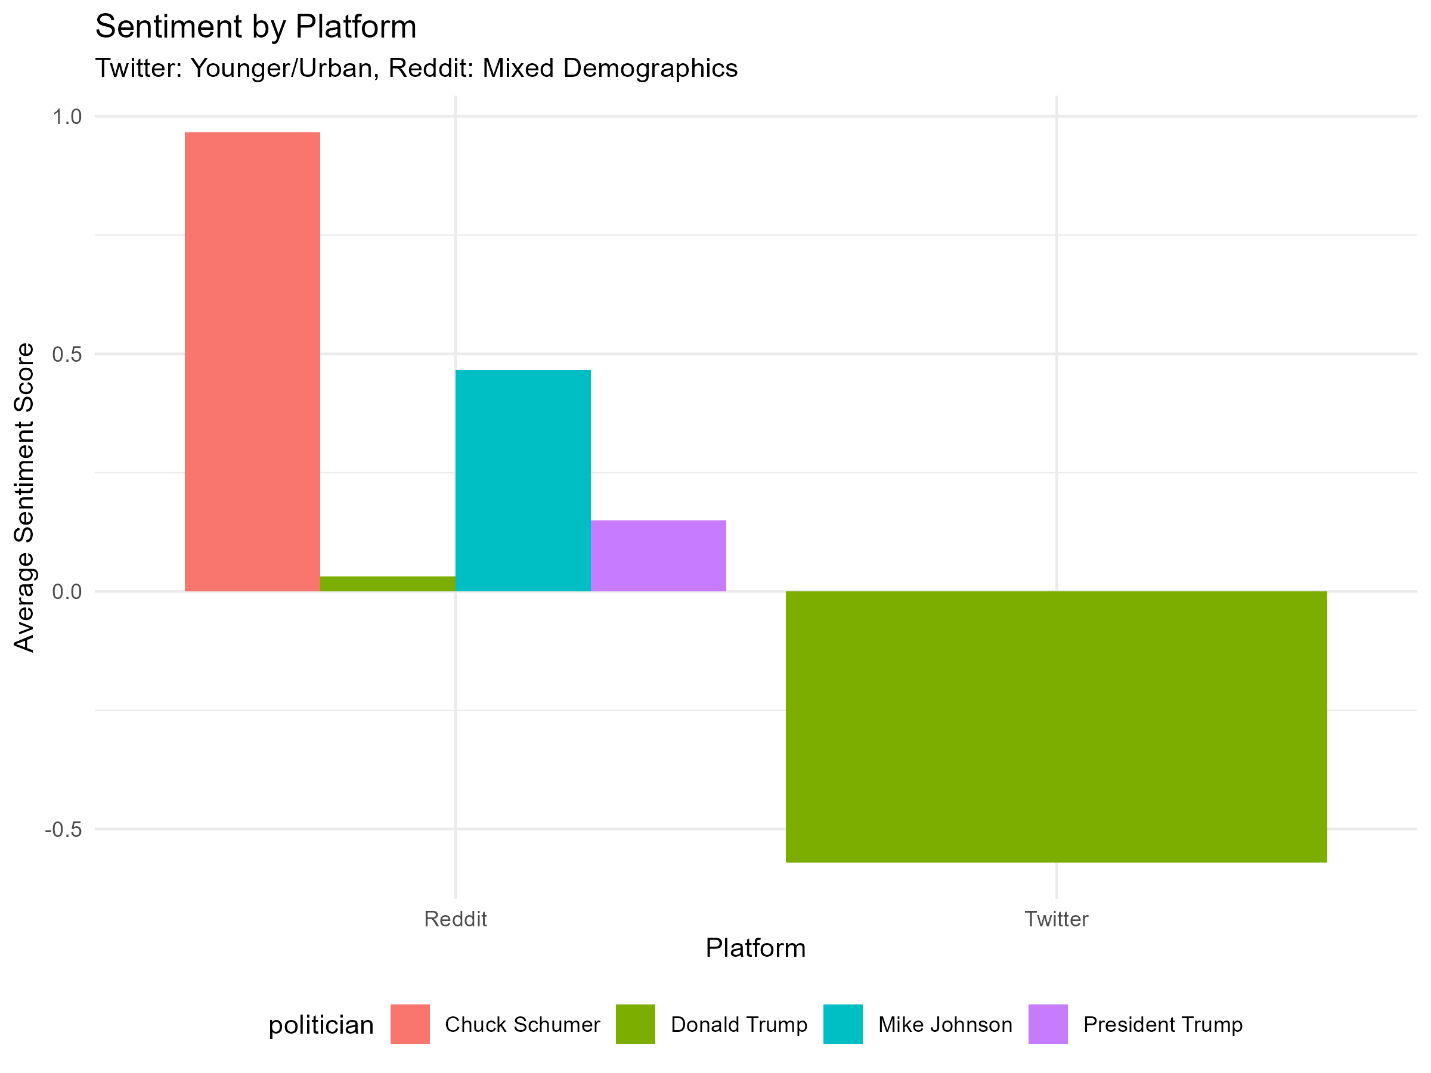 Sentiment by Platform
Twitter: Younger/Urban, Reddit: Mixed Demographics
Average Sentiment Score
1.0
0.5
0.0
-0.5
Reddit Twitter
Platform
politician Chuck Schumer Donald Trump Mike Johnson President Trump